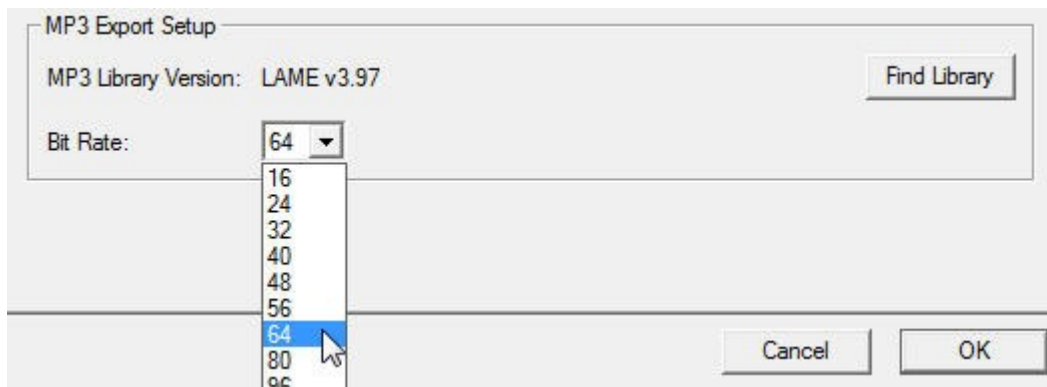 MP3 Export Setup
MP3 Library Version: LAME v3.97 Find Library
Bit Rate: 64
16
24
32
40
48
56
64
80
96
Cancel OK